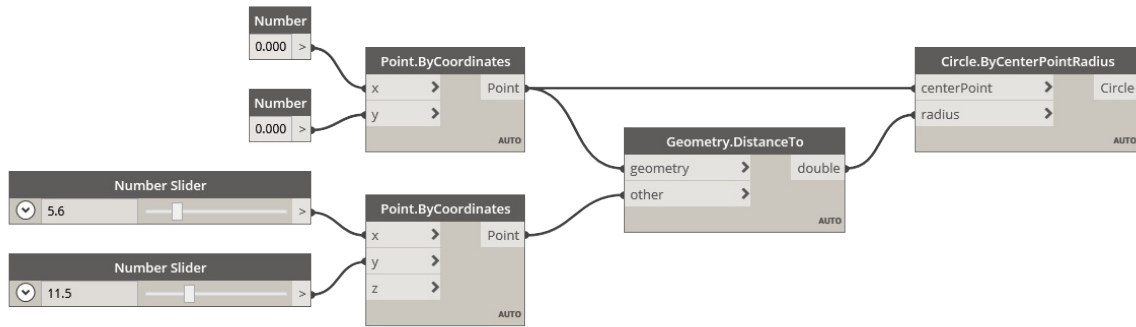 Number
0.000 >
Number
0.000 >
Point.ByCoordinates
x > Point
y >
AUTO
Number Slider
5.6 >
Number Slider
11.5 >
Point.ByCoordinates
x > Point
y >
z >
AUTO
Geometry.DistanceTo
geometry > double
other >
AUTO
Circle.ByCenterPointRadius
centerPoint > Circle
radius >
AUTO